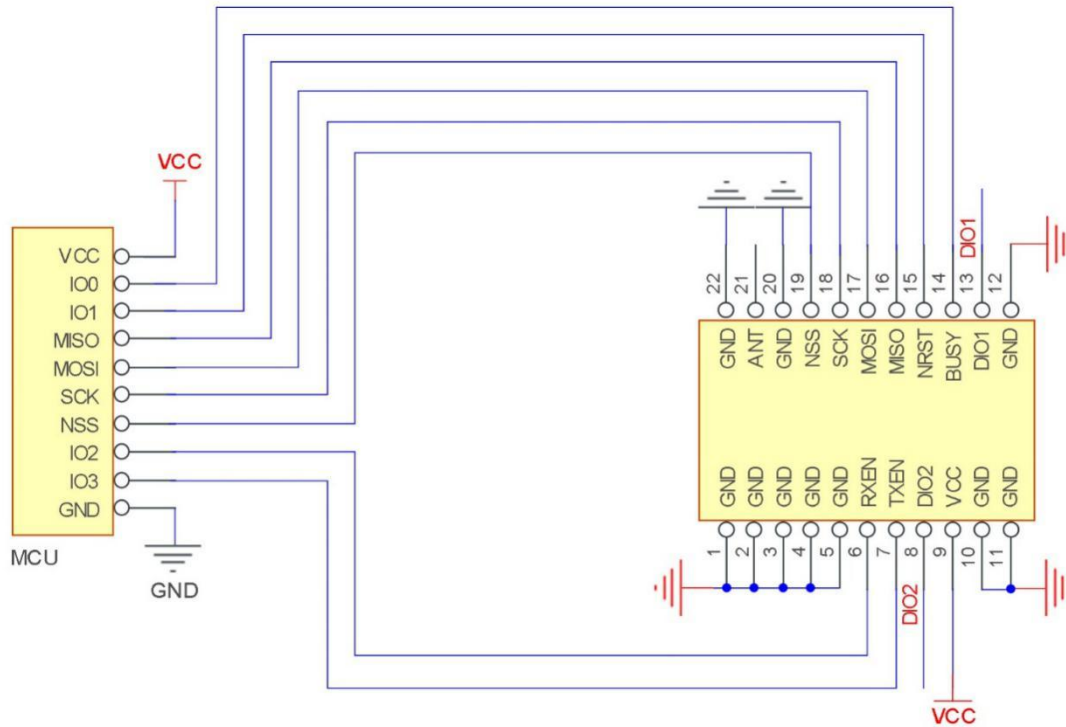 VCC
VCC
IO0
IO1
MISO
MOSI
SCK
NSS
IO2
IO3
GND
MCU
GND
DIO1
22 21 20 19 18 17 16 15 14 13 12
GND ANT GND NSS SCK MOSI MISO NRST BUSY DIO1 GND
GND GND GND GND GND RXEN TXEN DIO2 VCC GND GND
1 2 3 4 5 6 7 8 9 10 11
DIO2
VCC